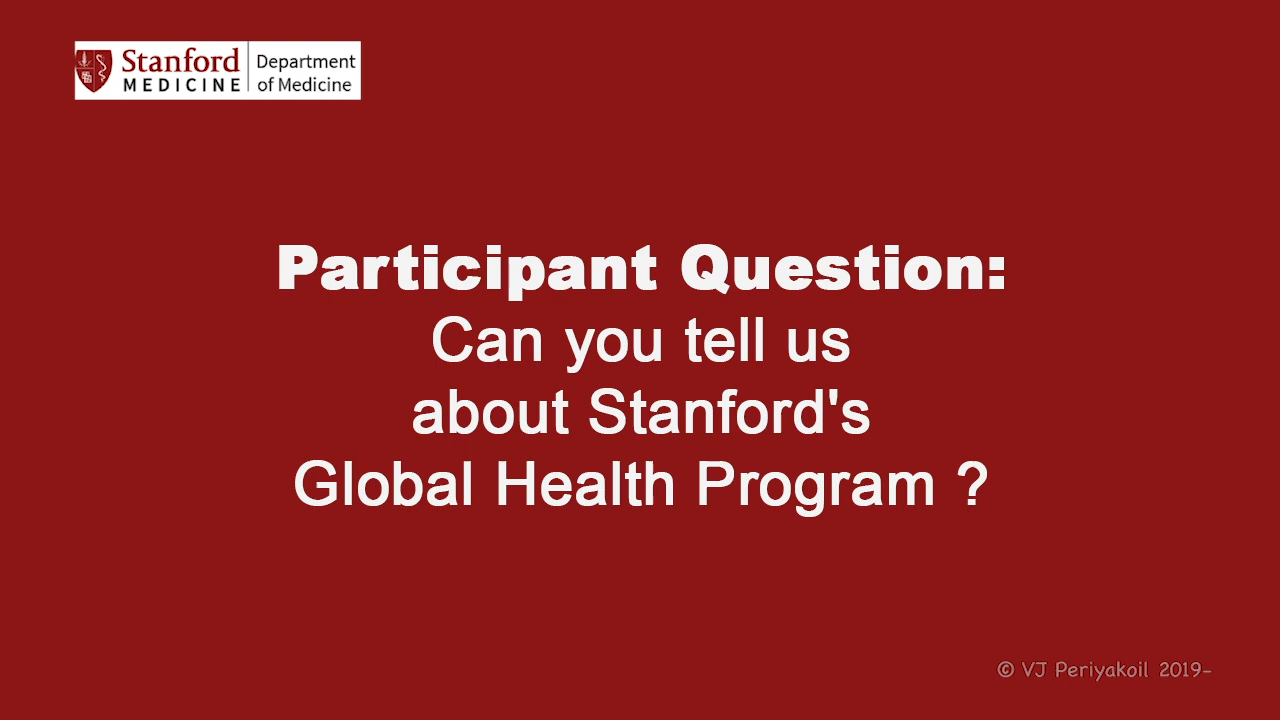 Stanford
MEDICINE
Department
of Medicine
Participant Question:
Can you tell us
about Stanford's
Global Health Program ?
© VJ Periyakoil 2019-